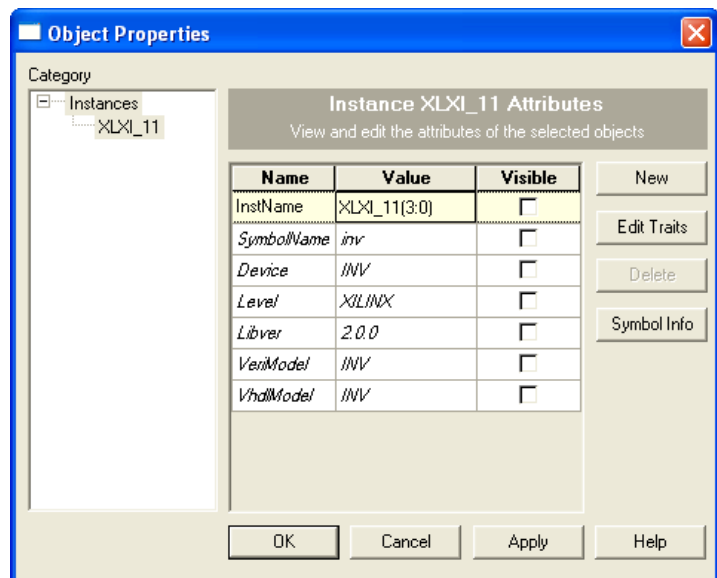 Object Properties
Category
Instances
XLXI_11
Instance XLXI_11 Attributes
View and edit the attributes of the selected objects
Name Value Visible
InstName XLXI_11(3:0)
SymbolName inv
Device INV
Level XILINX
Libver 2.0.0
VeriModel INV
VhdlModel INV
New
Edit Traits
Delete
Symbol Info
OK Cancel Apply Help